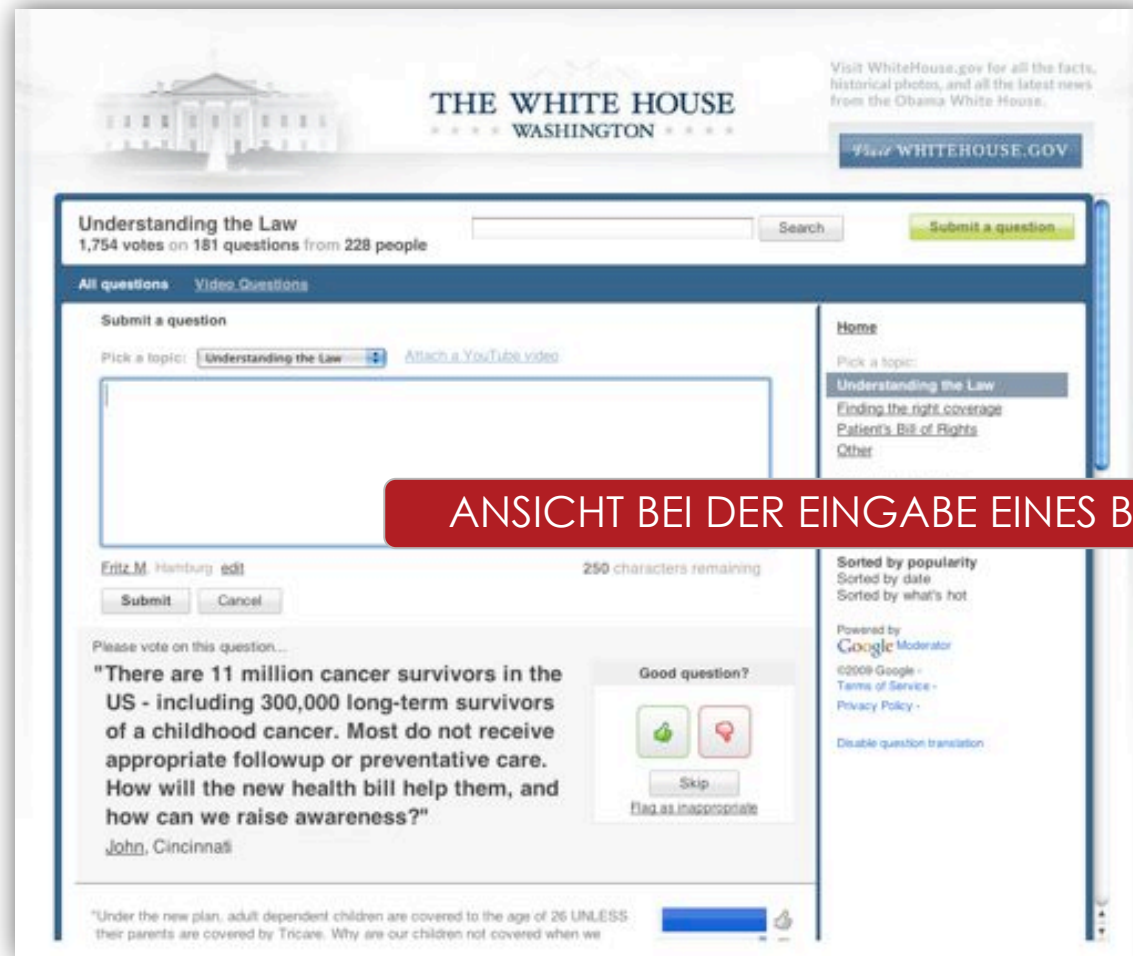 THE WHITE HOUSE
WASHINGTON
Visit WhiteHouse.gov for all the facts,
historical photos, and all the latest news
from the Obama White House.
Visit WHITEHOUSE.GOV
Understanding the Law
1,754 votes on 181 questions from 228 people
Search
Submit a question
All questions Video Questions
Submit a question
Pick a topic: Understanding the Law Attach a YouTube video
Fritz M, Hamburg edit 250 characters remaining
Submit Cancel
Please vote on this question...
"There are 11 million cancer survivors in the
US - including 300,000 long-term survivors
of a childhood cancer. Most do not receive
appropriate followup or preventative care.
How will the new health bill help them, and
how can we raise awareness?"
John, Cincinnati
Good question?
Skip
Flag as inappropriate
"Under the new plan, adult dependent children are covered to the age of 26 UNLESS
their parents are covered by Tricare. Why are our children not covered when we
Home
Pick a topic:
Understanding the Law
Finding the right coverage
Patient's Bill of Rights
Other
ANSICHT BEI DER EINGABE EINES B
Sorted by popularity
Sorted by date
Sorted by what's hot
Powered by
Google Moderator
©2009 Google -
Terms of Service -
Privacy Policy -
Disable question translation